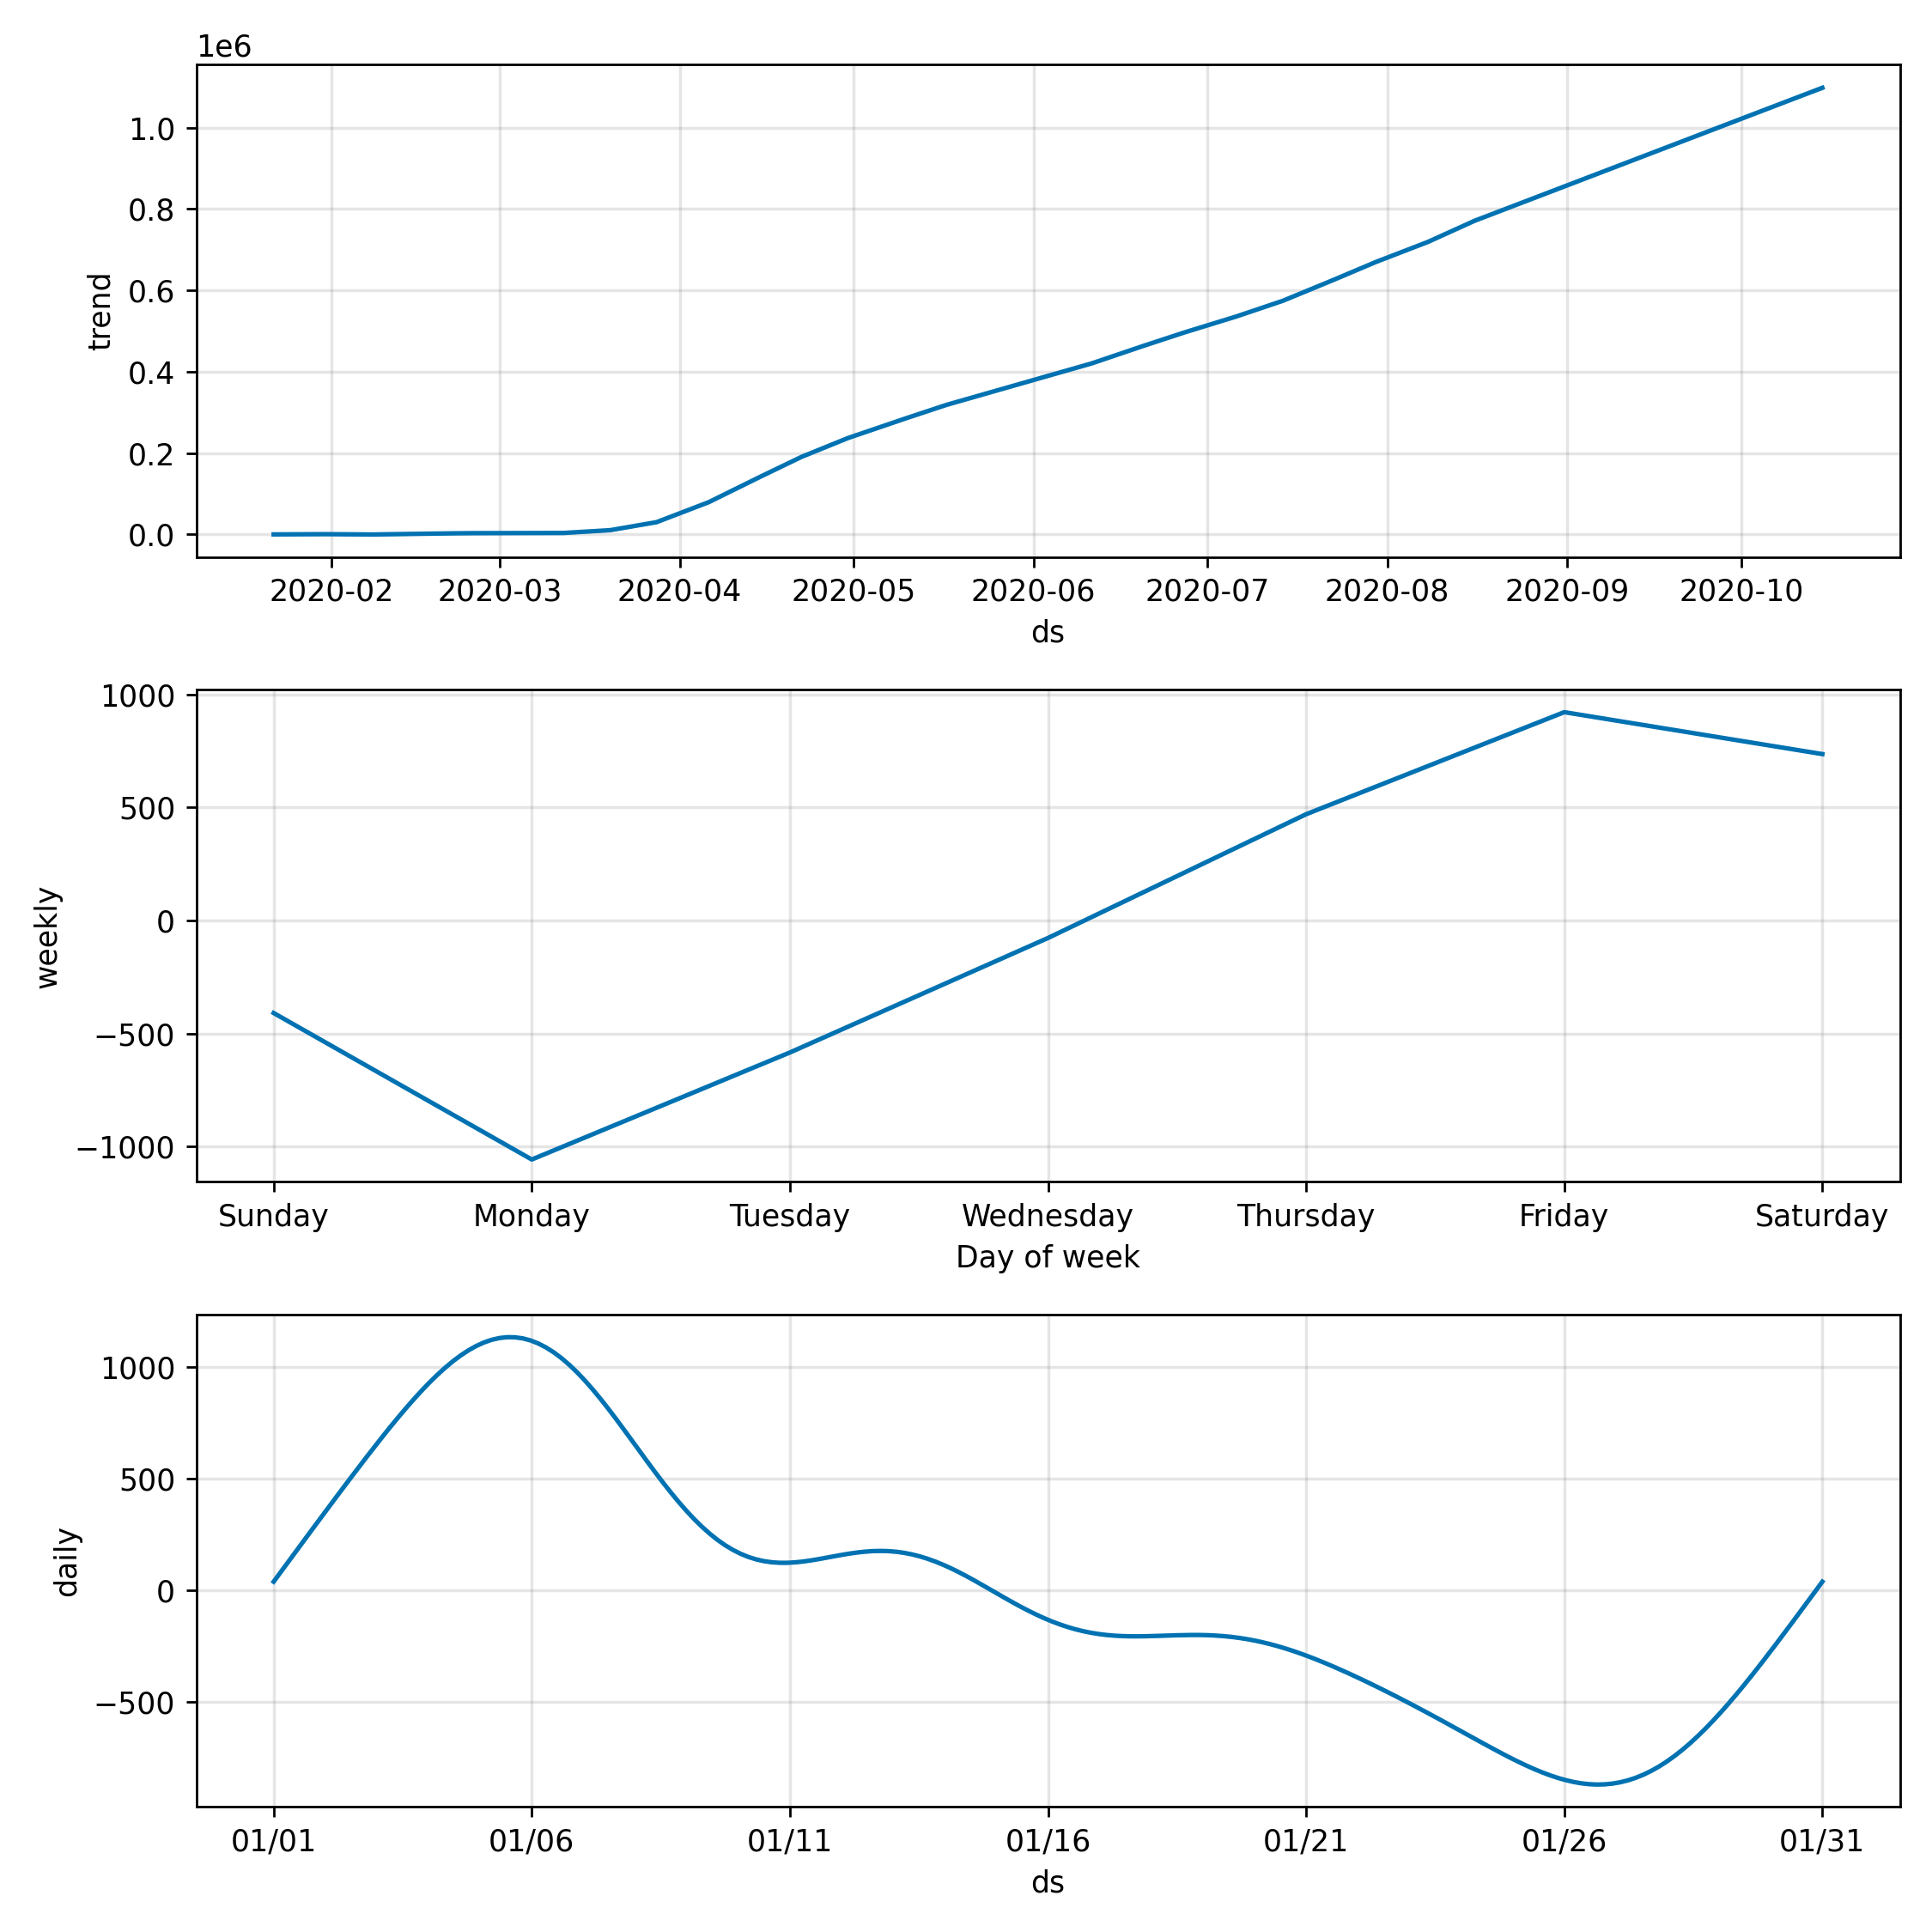 1e6
1.0
0.8
0.6
0.4
0.2
0.0
trend
2020-02 2020-03 2020-04 2020-05 2020-06 2020-07 2020-08 2020-09 2020-10
ds
1000
500
0
−500
−1000
weekly
Sunday Monday Tuesday Wednesday Thursday Friday Saturday
Day of week
1000
500
0
−500
daily
01/01 01/06 01/11 01/16 01/21 01/26 01/31
ds